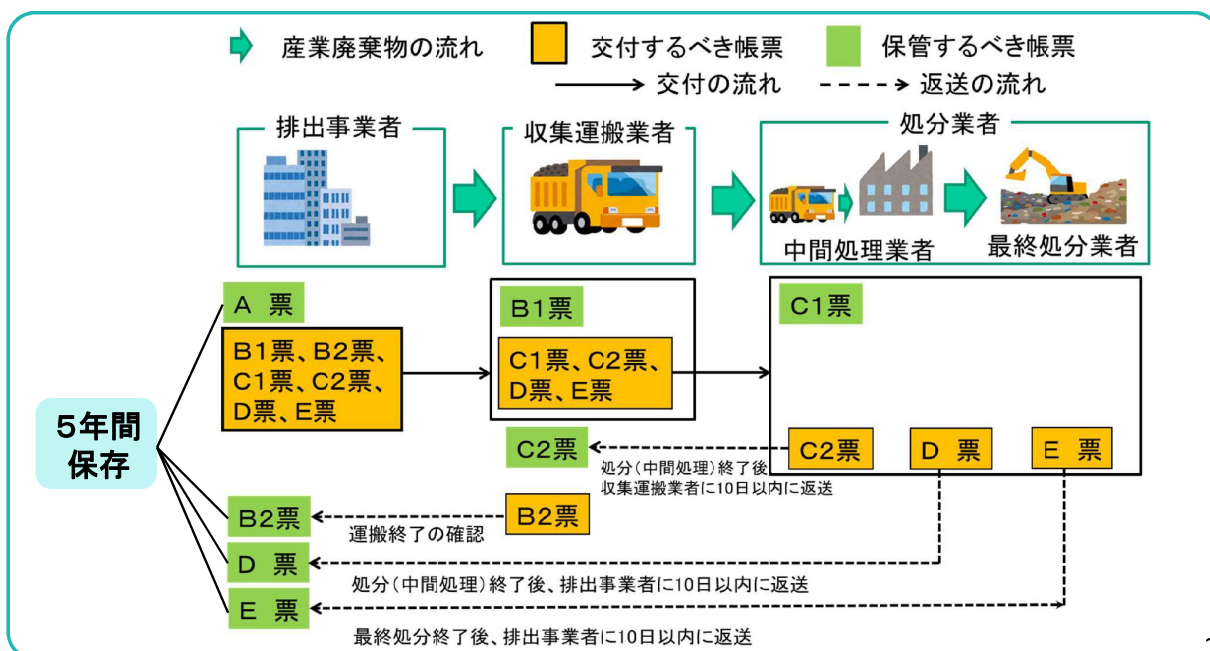 産業廃棄物の流れ
交付するべき帳票
保管するべき帳票
交付の流れ
返送の流れ
排出事業者
収集運搬業者
処分業者
中間処理業者
最終処分業者
A 票
B1票、B2票、
C1票、C2票、
D票、E票
B1票
C1票、C2票、
D票、E票
C1票
5年間
保存
C2票
処分(中間処理)終了後、
収集運搬業者に10日以内に返送
C2票
D 票
E 票
B2票
運搬終了の確認
B2票
D 票
処分(中間処理)終了後、排出事業者に10日以内に返送
E 票
最終処分終了後、排出事業者に10日以内に返送